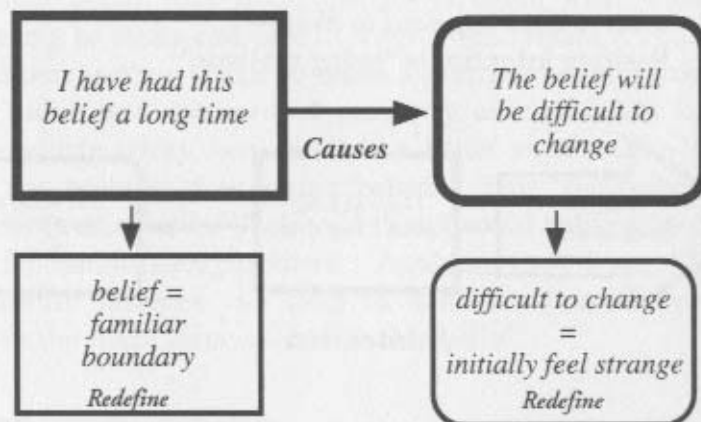 I have had this
belief a long time
Causes
The belief will
be difficult to
change
belief =
familiar
boundary
Redefine
difficult to change
=
initially feel strange
Redefine